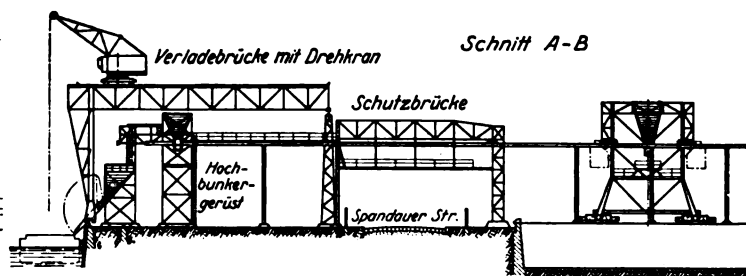 Verladebrücke mit Drehkran
Schnitt A-B
Schutzbrücke
Hoch-
bunker-
gerüst
Spandauer Str.